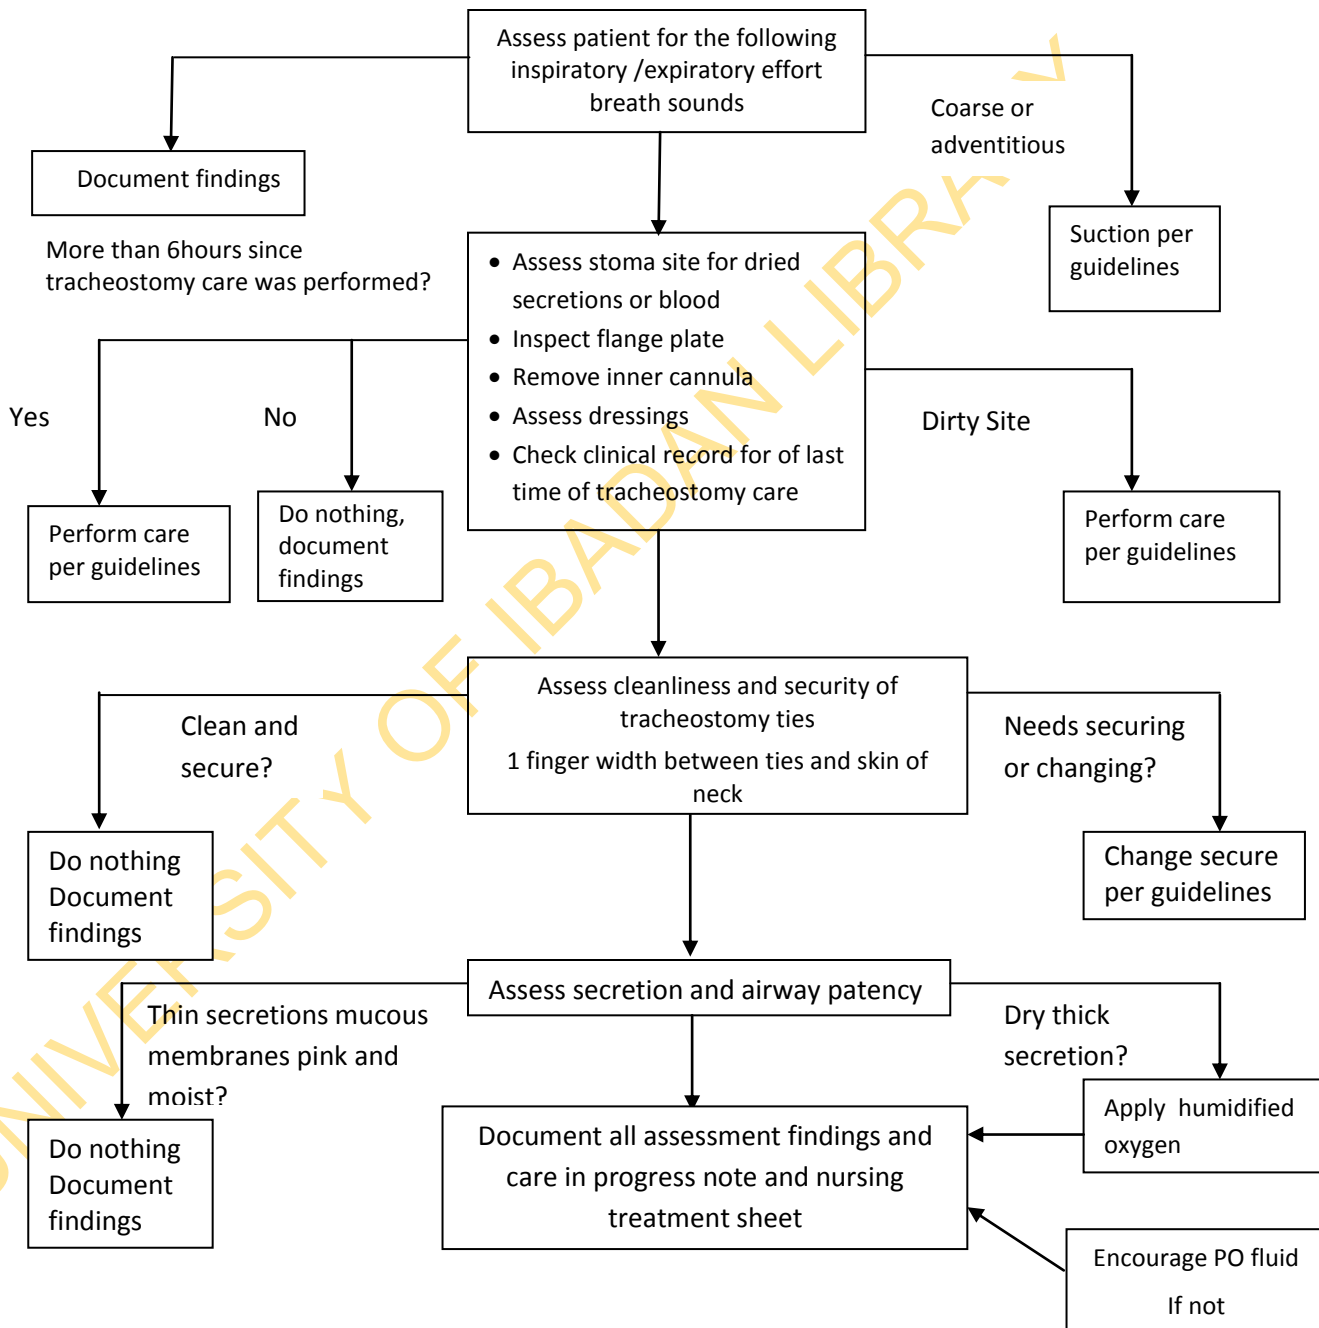 Assess patient for the following
inspiratory /expiratory effort
breath sounds
Coarse or
adventitious
Document findings
Suction per
guidelines
More than 6hours since
tracheostomy care was performed?
• Assess stoma site for dried
secretions or blood
• Inspect flange plate
• Remove inner cannula
• Assess dressings
• Check clinical record for of last
time of tracheostomy care
Yes
No
Dirty Site
Perform care
per guidelines
Do nothing,
document
findings
Perform care
per guidelines
Assess cleanliness and security of
tracheostomy ties
1 finger width between ties and skin of
neck
Clean and
secure?
Needs securing
or changing?
Do nothing
Document
findings
Change secure
per guidelines
Assess secretion and airway patency
Thin secretions mucous
membranes pink and
moist?
Dry thick
secretion?
Do nothing
Document
findings
Document all assessment findings and
care in progress note and nursing
treatment sheet
Apply humidified
oxygen
Encourage PO fluid
If not
UNIVERSITY OF IBADAN LIBRARY